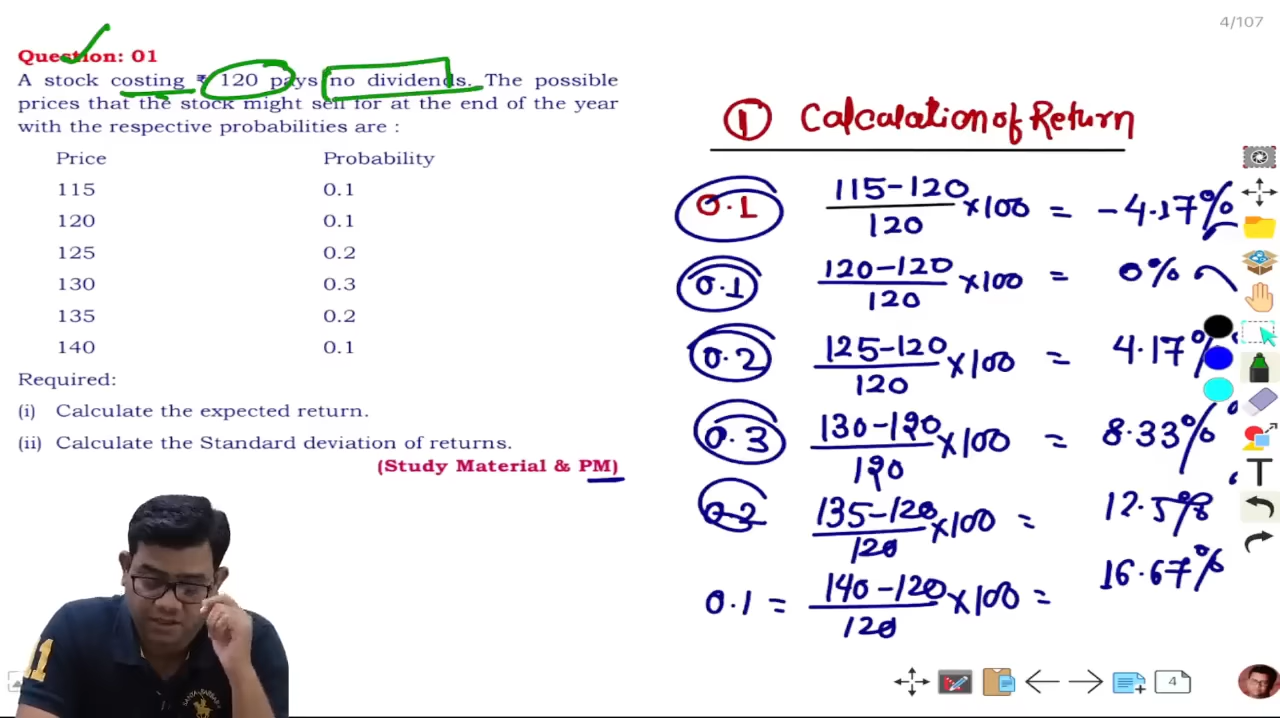 4/107
Question: 01
A stock costing ₹ 120 pays no dividends. The possible
prices that the stock might sell for at the end of the year
with the respective probabilities are :
Price Probability
115 0.1
120 0.1
125 0.2
130 0.3
135 0.2
140 0.1
Required:
(i) Calculate the expected return.
(ii) Calculate the Standard deviation of returns.
(Study Material & PM)
① Calculation of Return
0.1 115-120/120 ×100 = -4.17%
0.1 120-120/120 ×100 = 0%
0.2 125-120/120 ×100 = 4.17%
0.3 130-120/120 ×100 = 8.33%
0.2 135-120/120 ×100 = 12.5%
0.1 = 140-120/120 ×100 = 16.67%
T
4
11